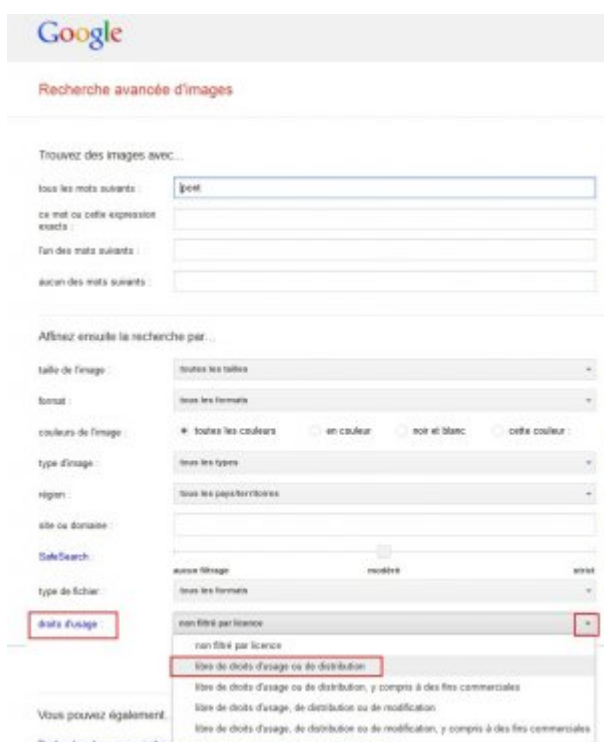 Google
Recherche avancée d'images
Trouvez des images avec...
tous les mots suivants :
ce mot ou cette expression
exacts :
l'un des mots suivants :
aucun des mots suivants :
Affinez ensuite la recherche par...
taille de l'image : toutes les tailles
format : tous les formats
couleurs de l'image : toutes les couleurs en couleur noir et blanc cette couleur :
type d'image : tous les types
région : tous les pays/territoires
site ou domaine :
SafeSearch :
aucun filtrage modéré strict
type de fichier : tous les formats
droits d'usage : non filtré par licence
non filtré par licence
libre de droits d'usage ou de distribution
libre de droits d'usage ou de distribution, y compris à des fins commerciales
libre de droits d'usage, de distribution ou de modification
libre de droits d'usage, de distribution ou de modification, y compris à des fins commerciales
Vous pouvez également